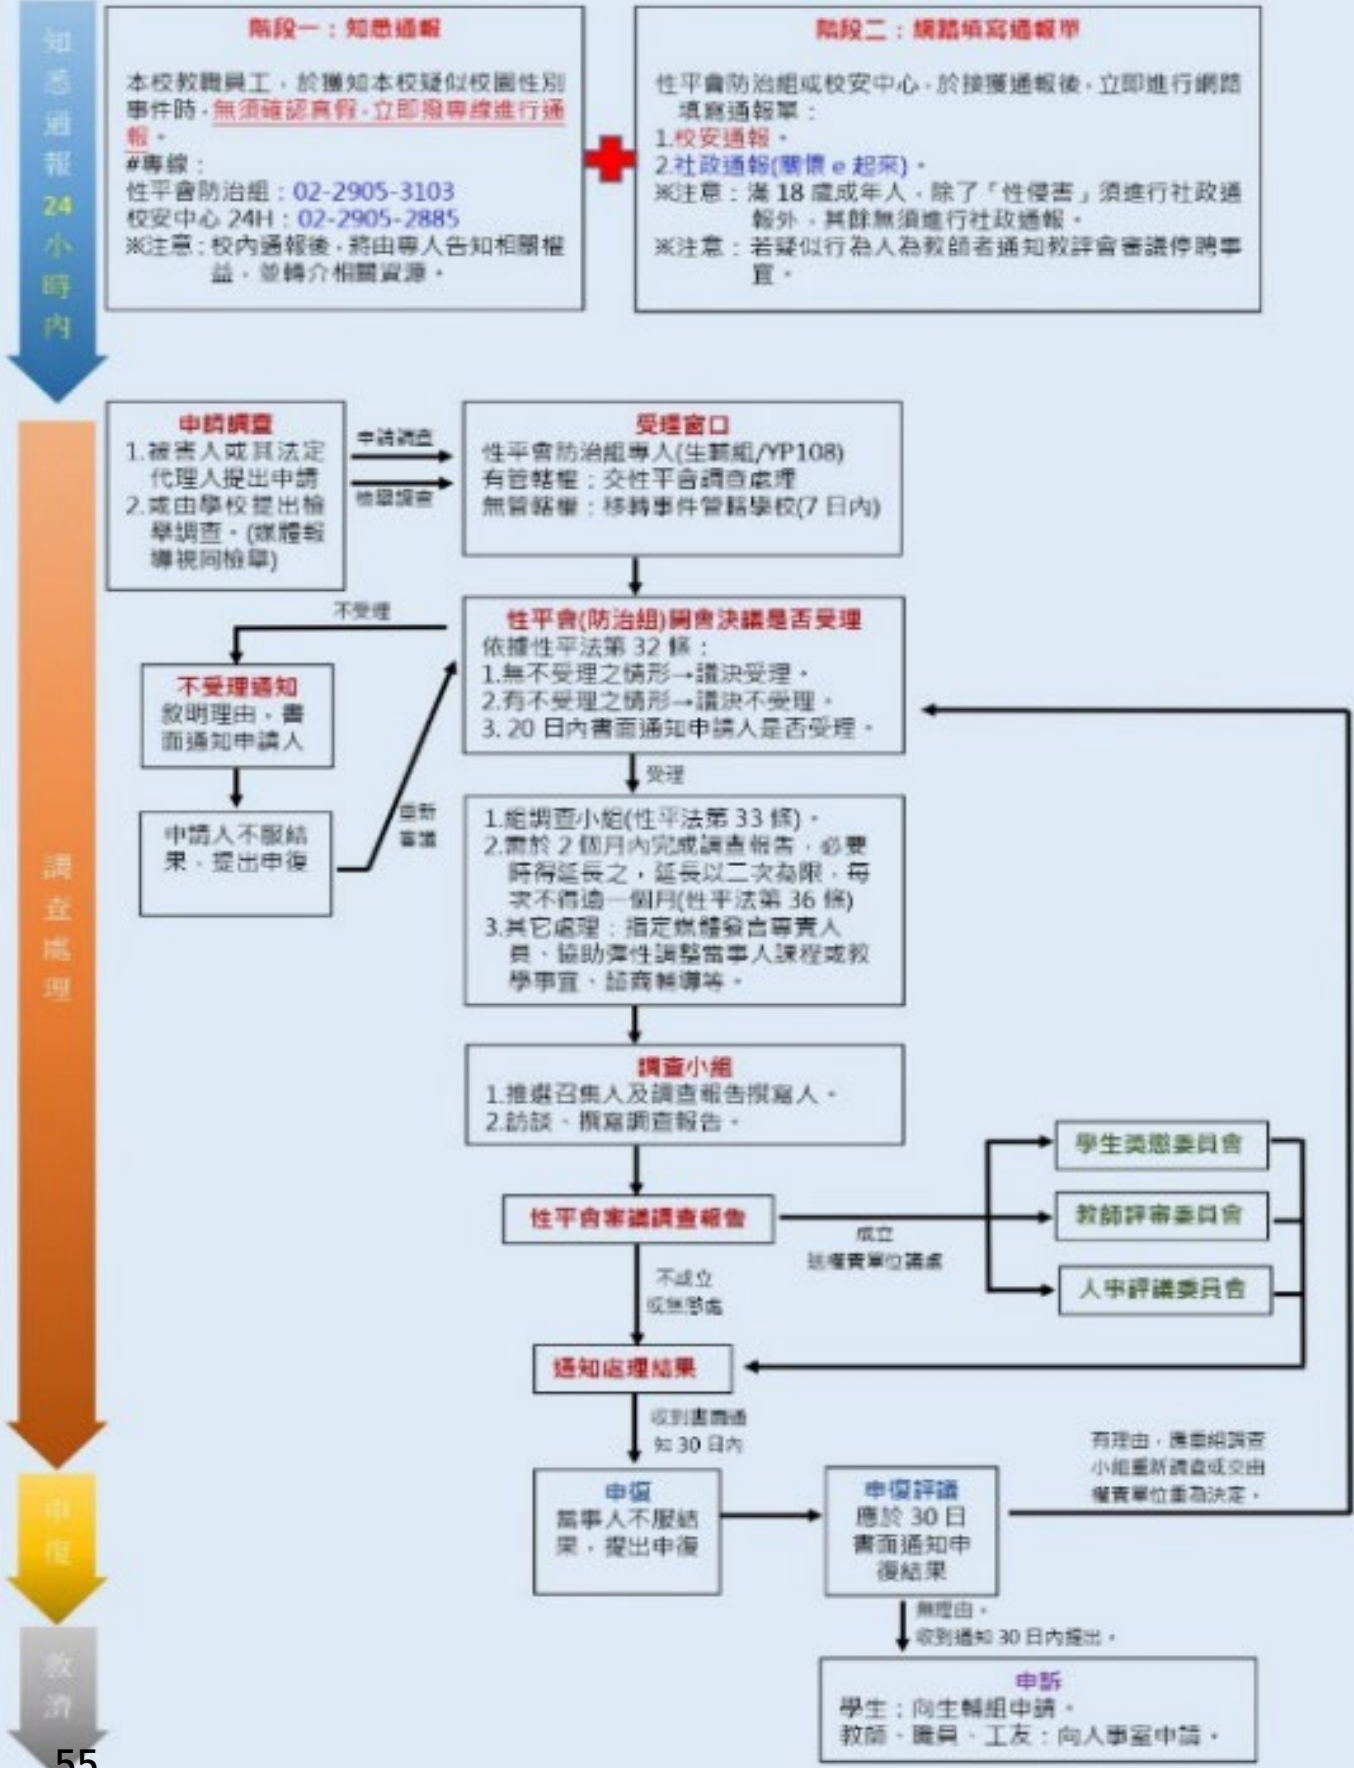 知悉通報24小時內
階段一：知悉通報
本校教職員工，於獲知本校疑似校園性別
事件時，無須確認真假，立即撥專線進行通
報。
#專線：
性平會防治組：02-2905-3103
校安中心 24H：02-2905-2885
※注意：校內通報後，將由專人告知相關權
益，並轉介相關資源。
階段二：網路填寫通報單
性平會防治組或校安中心，於接獲通報後，立即進行網路
填寫通報單：
1.校安通報。
2.社政通報(關懷 e 起來)。
※注意：滿 18 歲成年人，除了「性侵害」須進行社政通
報外，其餘無須進行社政通報。
※注意：若疑似行為人為教師者通知教評會審議停聘事
宜。
調查處理
申請調查
1.被害人或其法定
代理人提出申請
2.或由學校提出檢
舉調查。(媒體報
導視同檢舉)
申請調查
檢舉調查
受理窗口
性平會防治組專人(生輔組/YP108)
有管轄權：交性平會調查處理
無管轄權：移轉事件管轄學校(7 日內)
不受理
性平會(防治組)開會決議是否受理
依據性平法第 32 條：
1.無不受理之情形→議決受理。
2.有不受理之情形→議決不受理。
3. 20 日內書面通知申請人是否受理。
不受理通知
敘明理由，書
面通知申請人
申請人不服結
果，提出申復
重新
審議
受理
1.組調查小組(性平法第 33 條)。
2.需於 2 個月內完成調查報告，必要
時得延長之，延長以二次為限，每
次不得逾一個月(性平法第 36 條)
3.其它處理：指定媒體發言專責人
員、協助彈性調整當事人課程或教
學事宜、諮商輔導等。
調查小組
1.推選召集人及調查報告撰寫人。
2.訪談、撰寫調查報告。
性平會審議調查報告
成立
送權責單位議處
學生獎懲委員會
教師評審委員會
人事評議委員會
不成立
或無懲處
通知處理結果
收到書面通
知 30 日內
申復
申復
當事人不服結
果，提出申復
申復評議
應於 30 日
書面通知申
復結果
有理由，應重組調查
小組重新調查或交由
權責單位重為決定。
無理由。
收到通知 30 日內提出。
救濟
申訴
學生：向生輔組申請。
教師、職員、工友：向人事室申請。
55